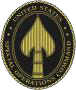 UNITED STATES
SPECIAL OPERATIONS COMMAND